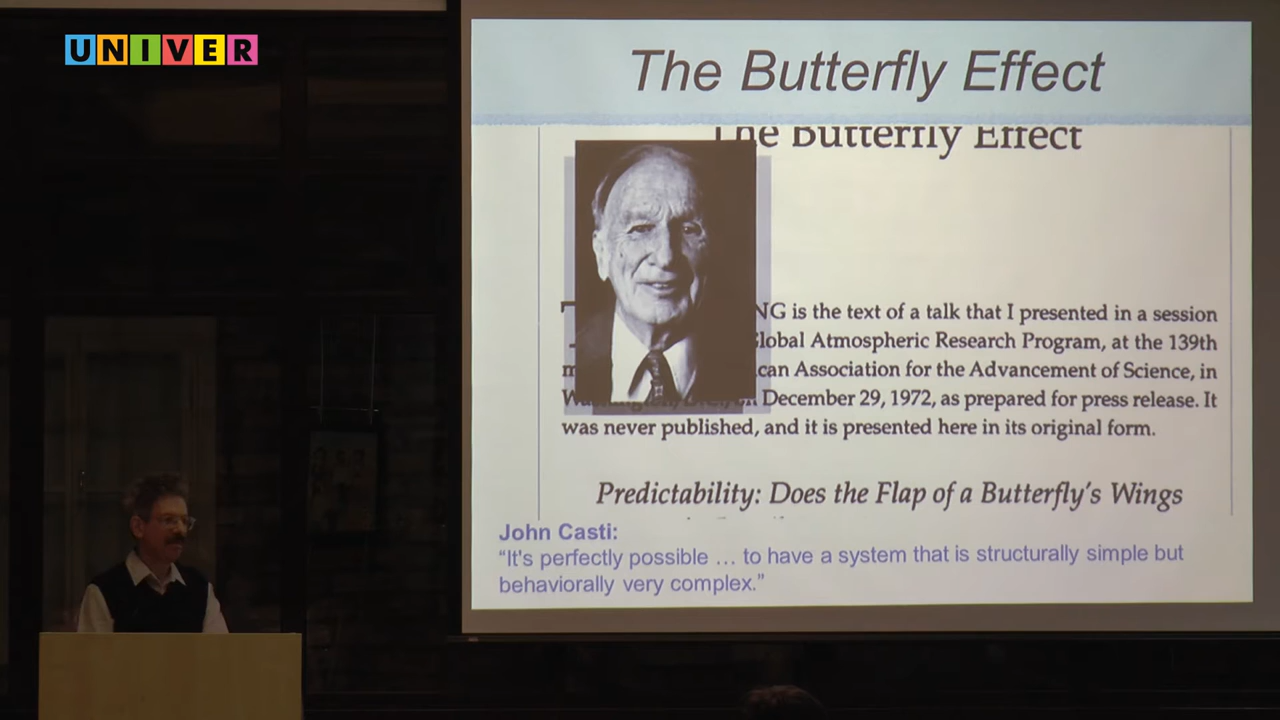 UNIVER
The Butterfly Effect
The Butterfly Effect
NG is the text of a talk that I presented in a session
Global Atmospheric Research Program, at the 139th
can Association for the Advancement of Science, in
December 29, 1972, as prepared for press release. It
was never published, and it is presented here in its original form.
Predictability: Does the Flap of a Butterfly's Wings
John Casti:
“It's perfectly possible … to have a system that is structurally simple but
behaviorally very complex.”